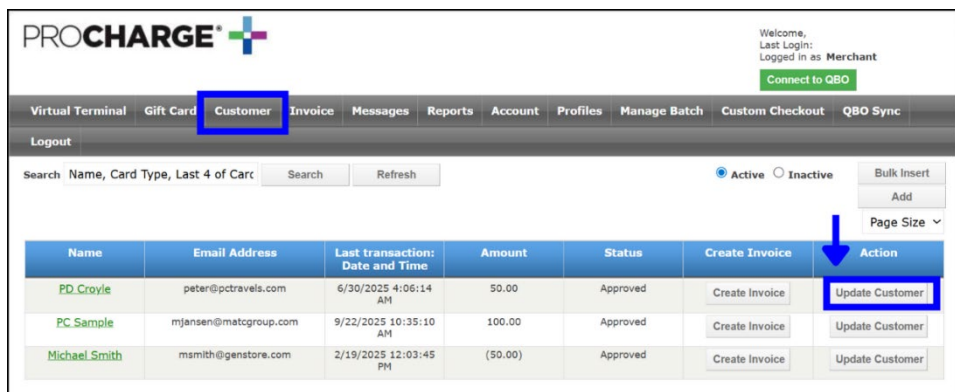 PROCHARGE®
Welcome,
Last Login:
Logged in as Merchant
Connect to QBO
Virtual Terminal Gift Card Customer Invoice Messages Reports Account Profiles Manage Batch Custom Checkout QBO Sync
Logout
Search Name, Card Type, Last 4 of Card Search Refresh Active Inactive Bulk Insert
Add
Page Size
Name Email Address Last transaction: Amount Status Create Invoice Action
Date and Time
PD Croyle peter@pctravels.com 6/30/2025 4:06:14 50.00 Approved Create Invoice Update Customer
AM
PC Sample mjansen@matcgroup.com 9/22/2025 10:35:10 100.00 Approved Create Invoice Update Customer
AM
Michael Smith msmith@genstore.com 2/19/2025 12:03:45 (50.00) Approved Create Invoice Update Customer
PM